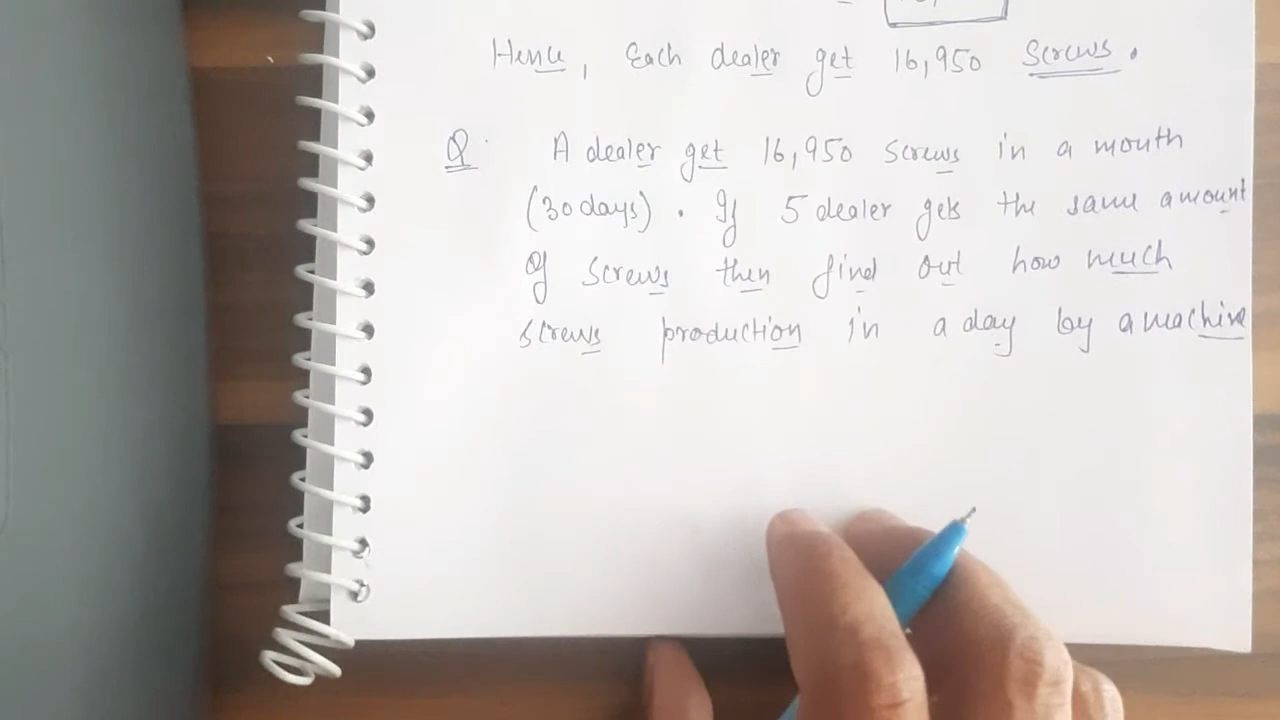 Hence, Each dealer get 16,950 Screws.
Q. A dealer get 16,950 screws in a mouth
(30 days). If 5 dealer gets the same amount
of screws then find out how much
screws production in a day by a machine